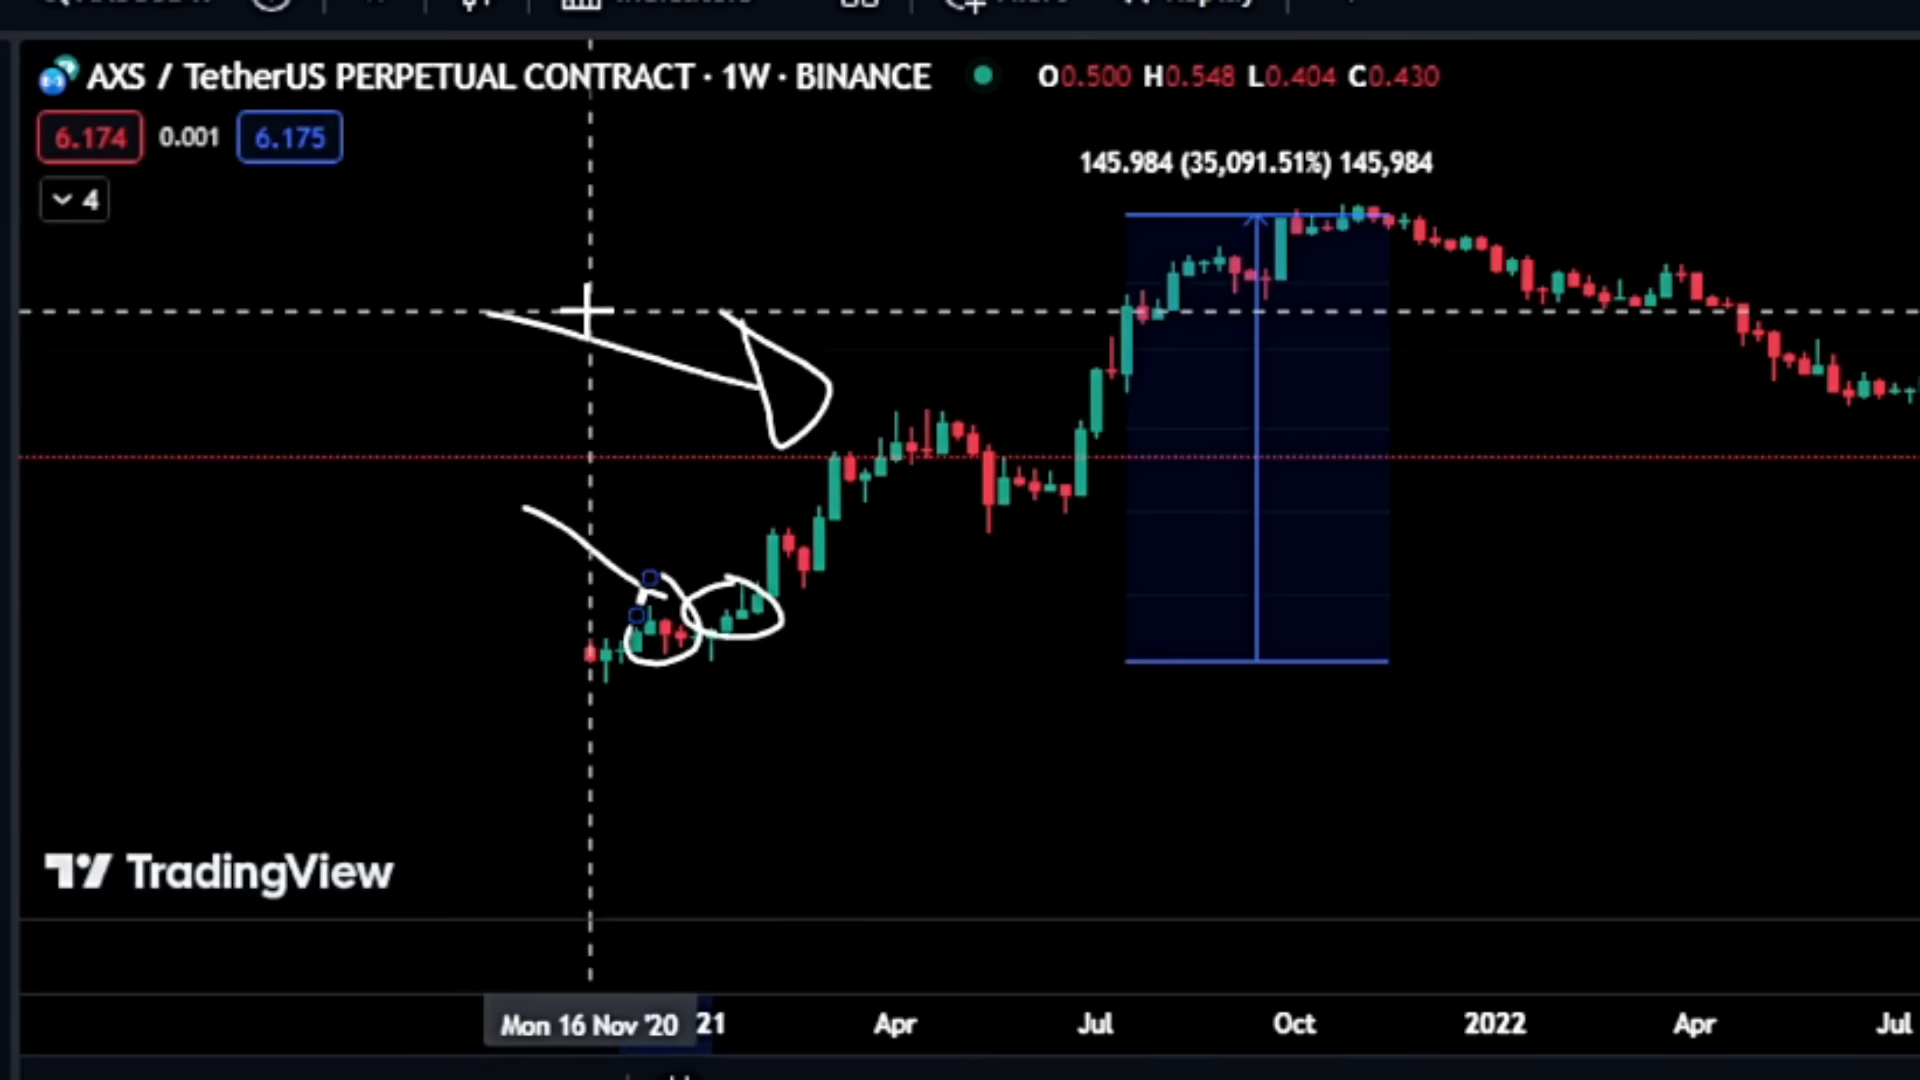 AXS / TetherUS PERPETUAL CONTRACT · 1W · BINANCE O0.500 H0.548 L0.404 C0.430
6.174 0.001 6.175
4
145.984 (35,091.51%) 145,984
TradingView
Mon 16 Nov '20 21 Apr Jul Oct 2022 Apr Jul